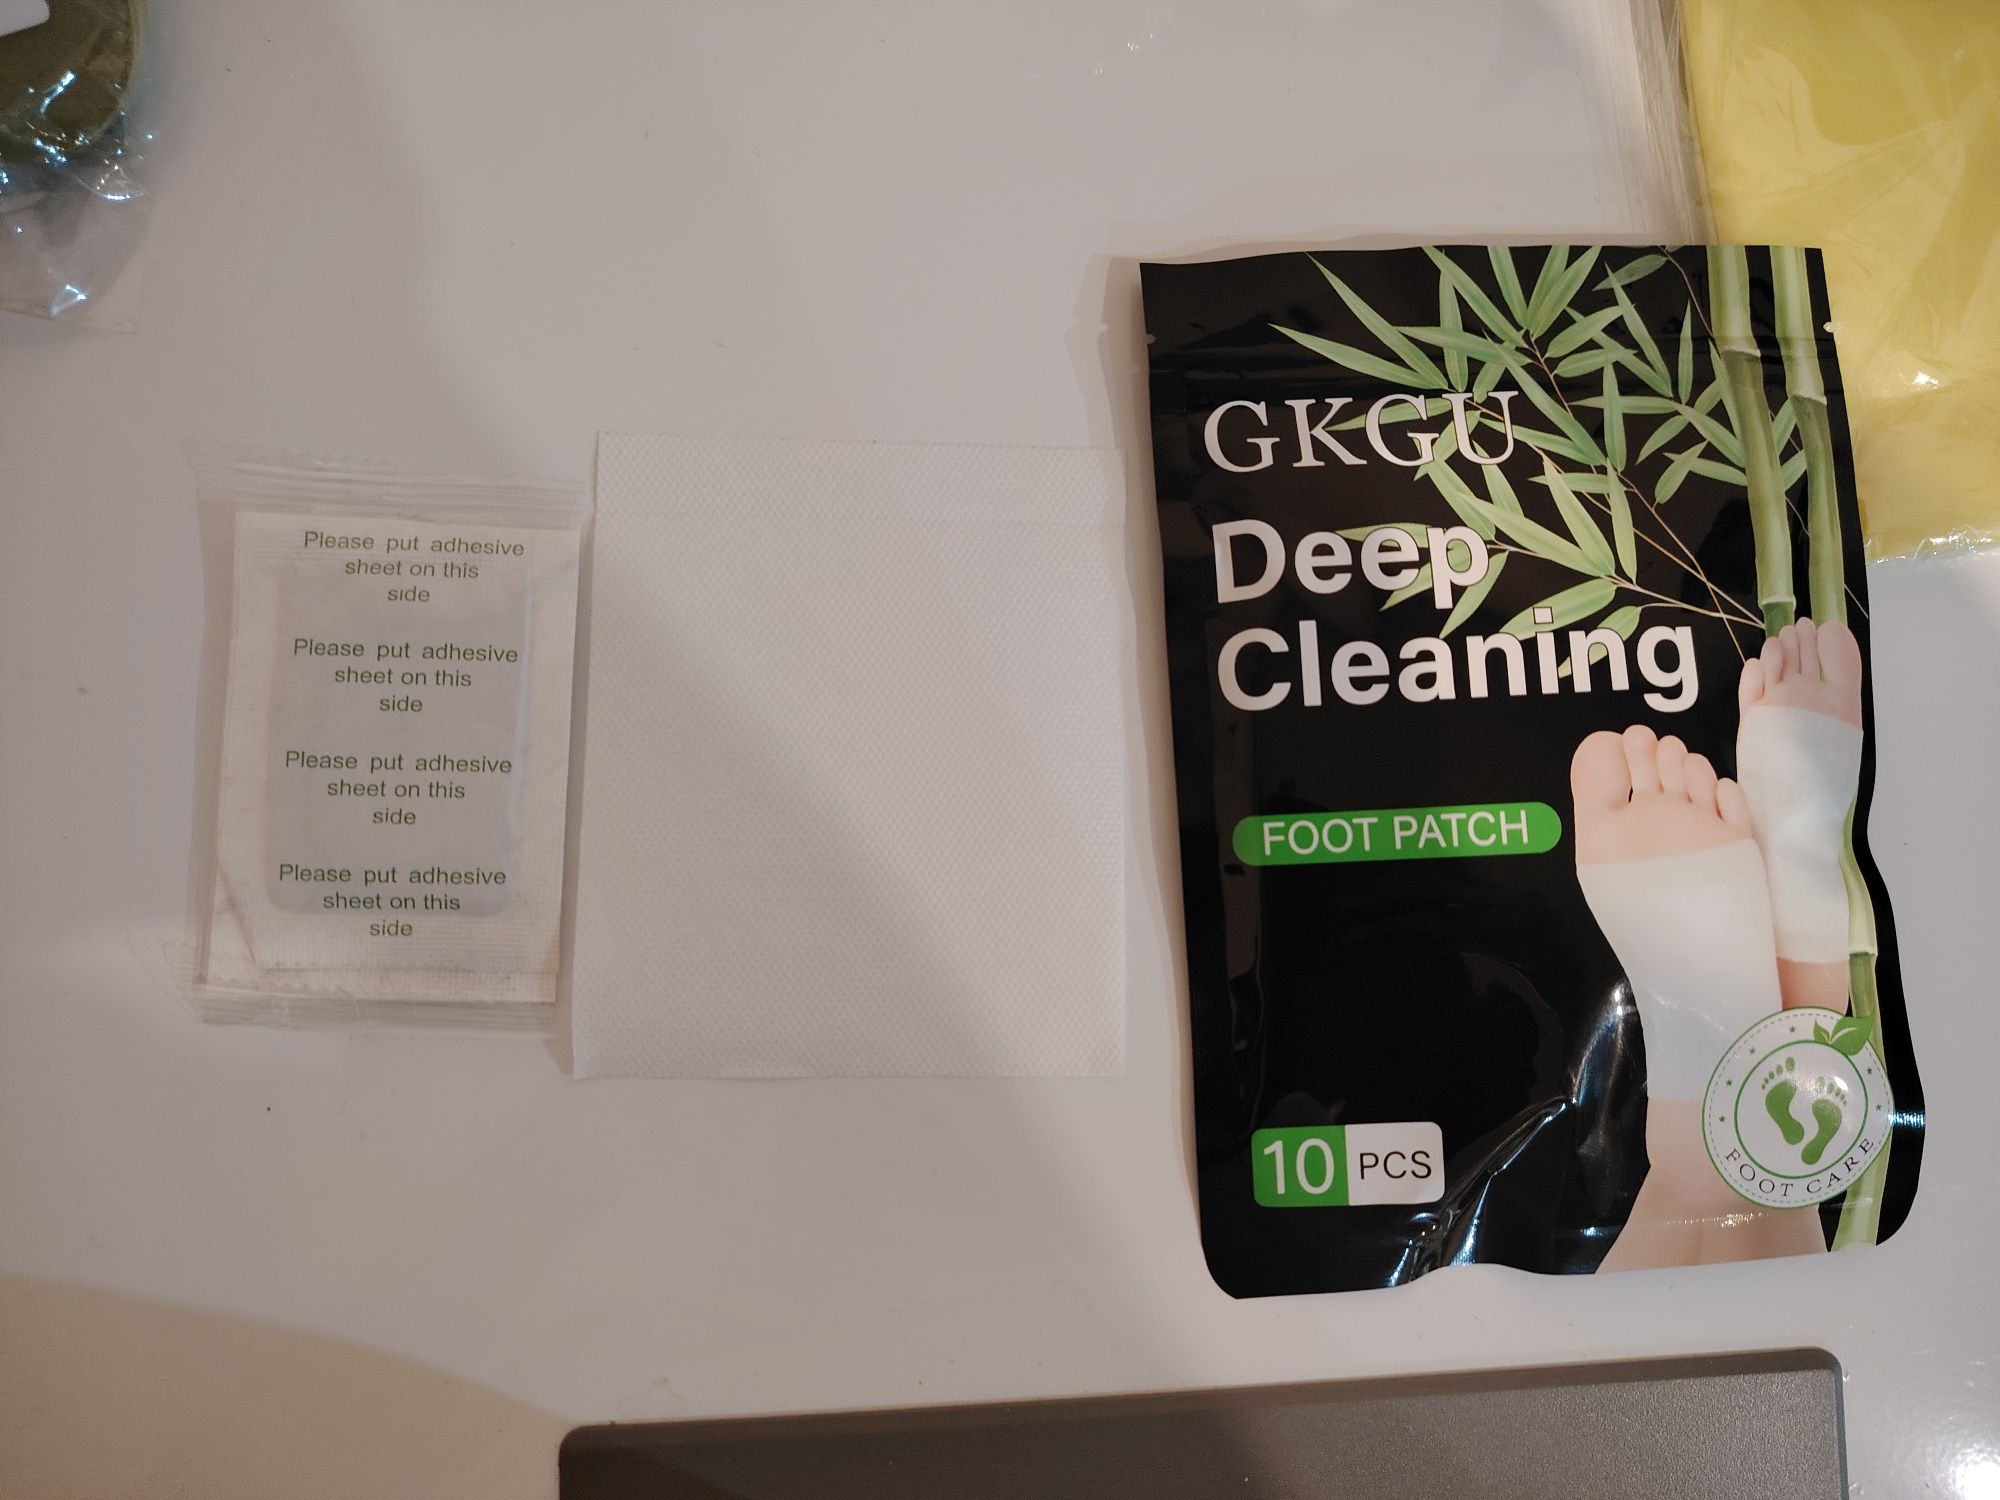 Please put adhesive
sheet on this
side
Please put adhesive
sheet on this
side
Please put adhesive
sheet on this
side
Please put adhesive
sheet on this
side
GKGU
Deep
Cleaning
FOOT PATCH
10 PCS
FOOT CARE